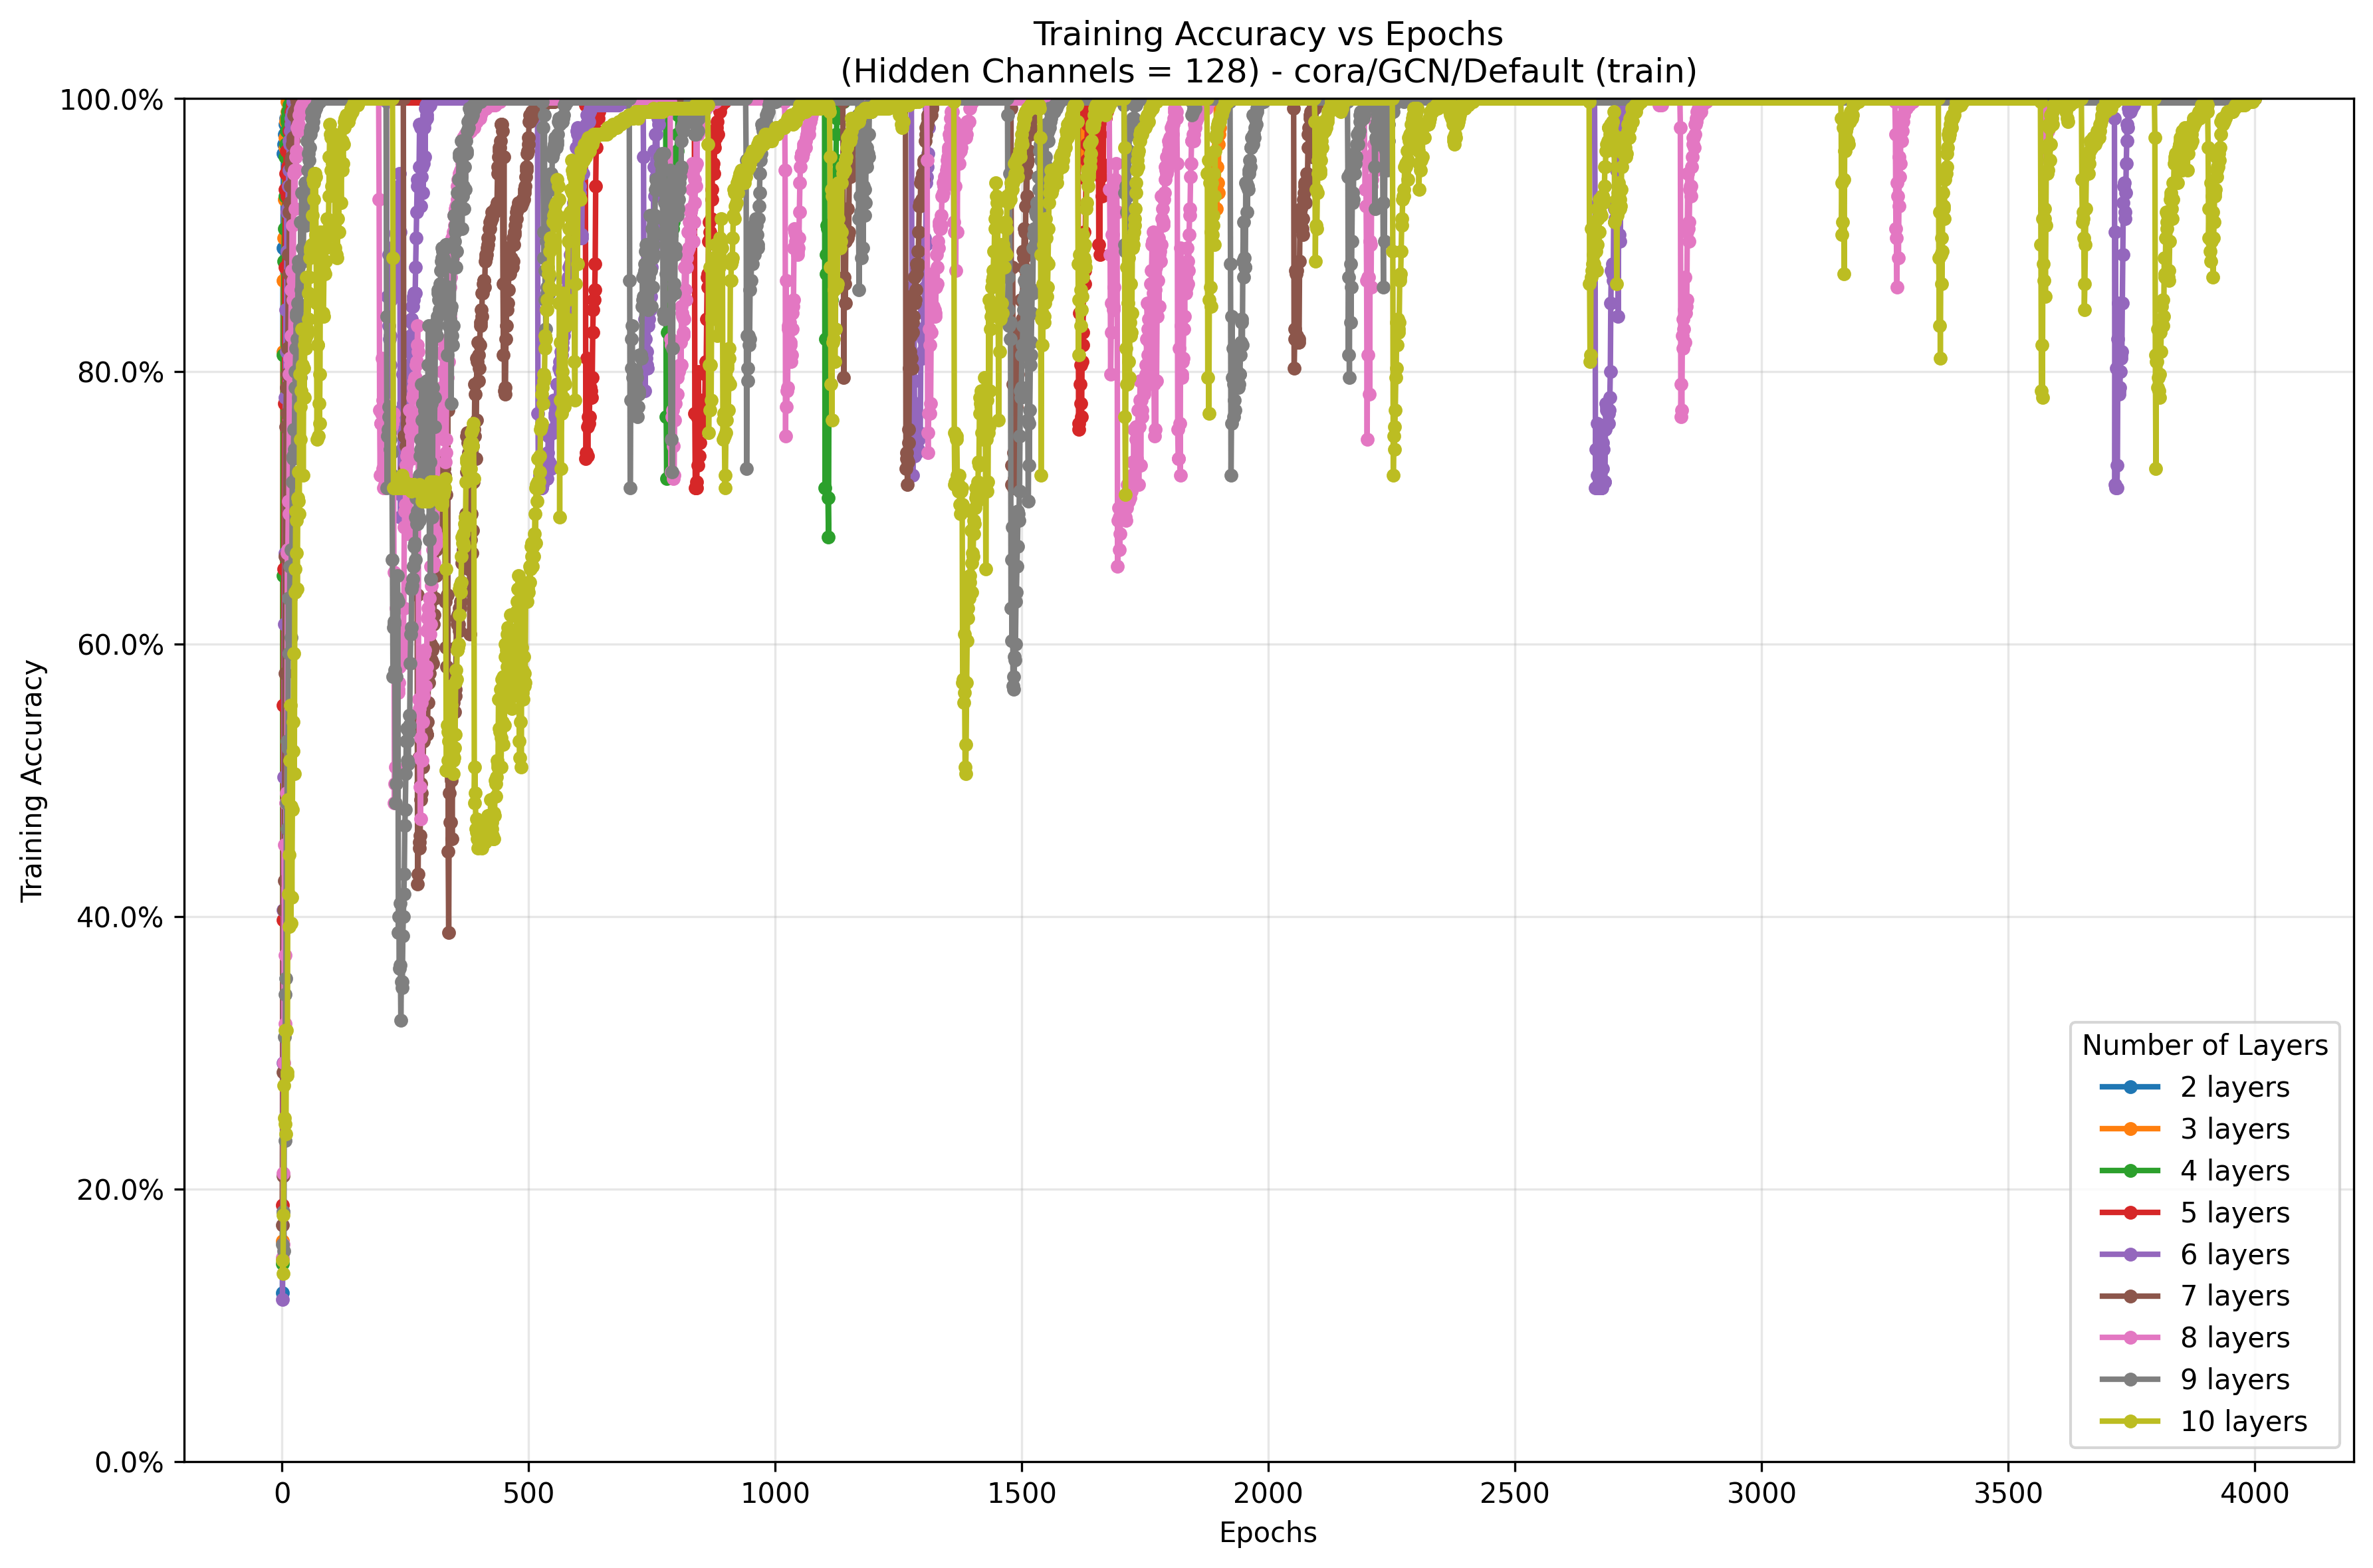 Training Accuracy vs Epochs
(Hidden Channels = 128) - cora/GCN/Default (train)
100.0%
80.0%
60.0%
40.0%
20.0%
0.0%
Training Accuracy
0 500 1000 1500 2000 2500 3000 3500 4000
Epochs
Number of Layers
2 layers
3 layers
4 layers
5 layers
6 layers
7 layers
8 layers
9 layers
10 layers